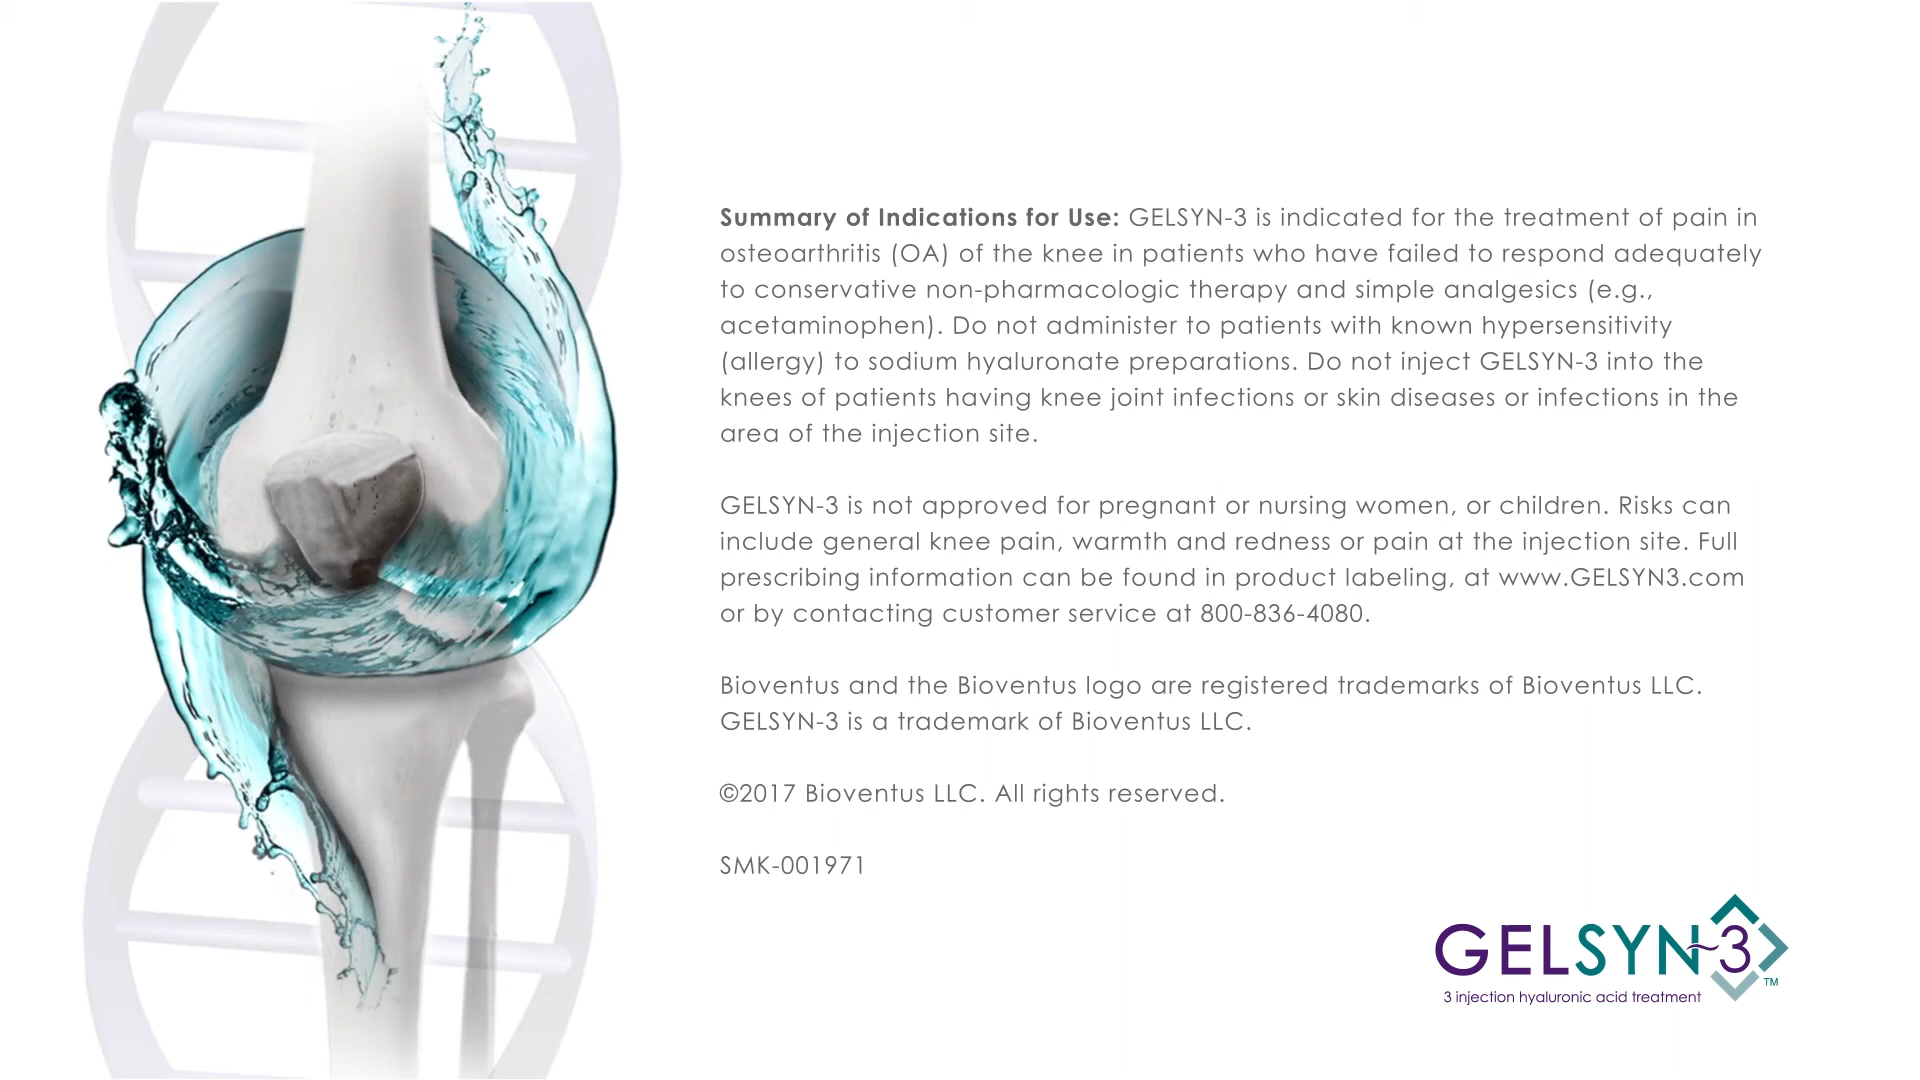 Summary of Indications for Use: GELSYN-3 is indicated for the treatment of pain in
osteoarthritis (OA) of the knee in patients who have failed to respond adequately
to conservative non-pharmacologic therapy and simple analgesics (e.g.,
acetaminophen). Do not administer to patients with known hypersensitivity
(allergy) to sodium hyaluronate preparations. Do not inject GELSYN-3 into the
knees of patients having knee joint infections or skin diseases or infections in the
area of the injection site.
GELSYN-3 is not approved for pregnant or nursing women, or children. Risks can
include general knee pain, warmth and redness or pain at the injection site. Full
prescribing information can be found in product labeling, at www.GELSYN3.com
or by contacting customer service at 800-836-4080.
Bioventus and the Bioventus logo are registered trademarks of Bioventus LLC.
GELSYN-3 is a trademark of Bioventus LLC.
©2017 Bioventus LLC. All rights reserved.
SMK-001971
GELSYN-3™
3 injection hyaluronic acid treatment